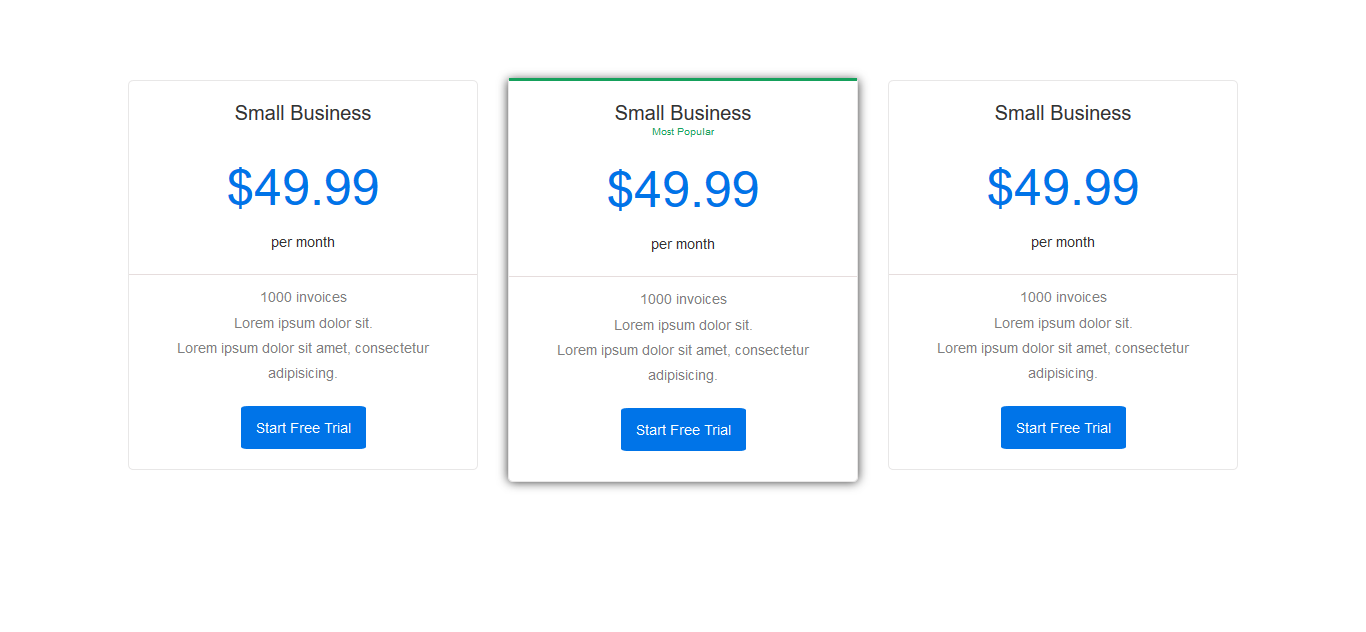 Small Business
$49.99
per month
1000 invoices
Lorem ipsum dolor sit.
Lorem ipsum dolor sit amet, consectetur
adipisicing.
Start Free Trial
Small Business
Most Popular
$49.99
per month
1000 invoices
Lorem ipsum dolor sit.
Lorem ipsum dolor sit amet, consectetur
adipisicing.
Start Free Trial
Small Business
$49.99
per month
1000 invoices
Lorem ipsum dolor sit.
Lorem ipsum dolor sit amet, consectetur
adipisicing.
Start Free Trial